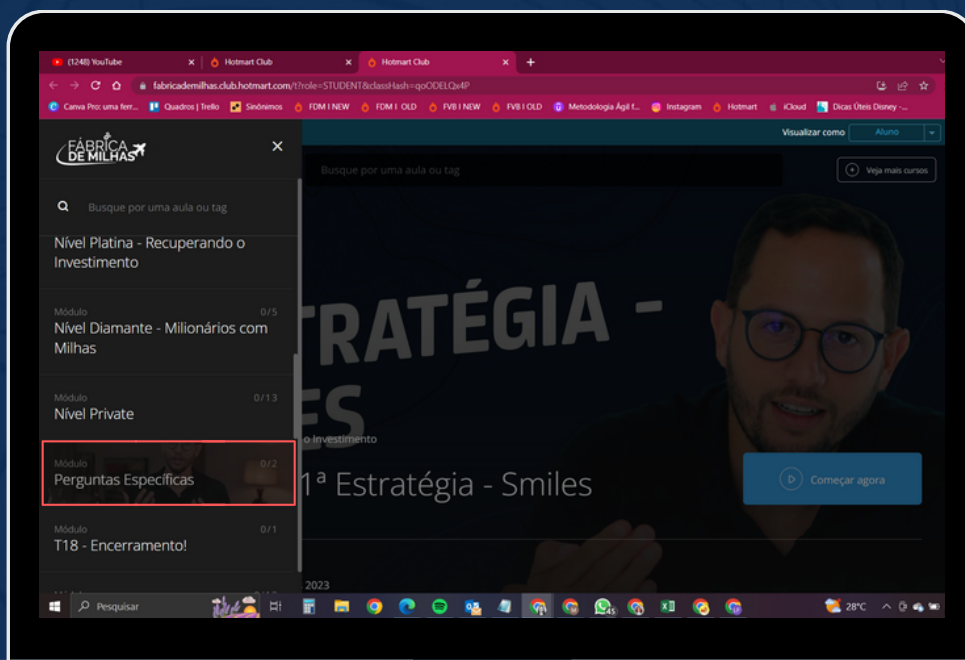 (1248) YouTube
Hotmart Club
Hotmart Club
fabricademilhas.club.hotmart.com/t?role=STUDENT&classHash=qoODELQx4P
Canva Pro: uma ferr...
Quadros | Trello
Sinônimos
FDM I NEW
FDM I OLD
FVB I NEW
FVB I OLD
Metodologia Ágil f...
Instagram
Hotmart
iCloud
Dicas Úteis Disney -...
Visualizar como
Aluno
FÁBRICA
DE MILHAS
Busque por uma aula ou tag
Veja mais cursos
Busque por uma aula ou tag
Nível Platina - Recuperando o
Investimento
Módulo 0/5
Nível Diamante - Milionários com
Milhas
Módulo 0/13
Nível Private
Módulo 0/2
Perguntas Específicas
Módulo 0/1
T18 - Encerramento!
RATÉGIA -
ES
o Investimento
1ª Estratégia - Smiles
Começar agora
2023
Pesquisar
28°C